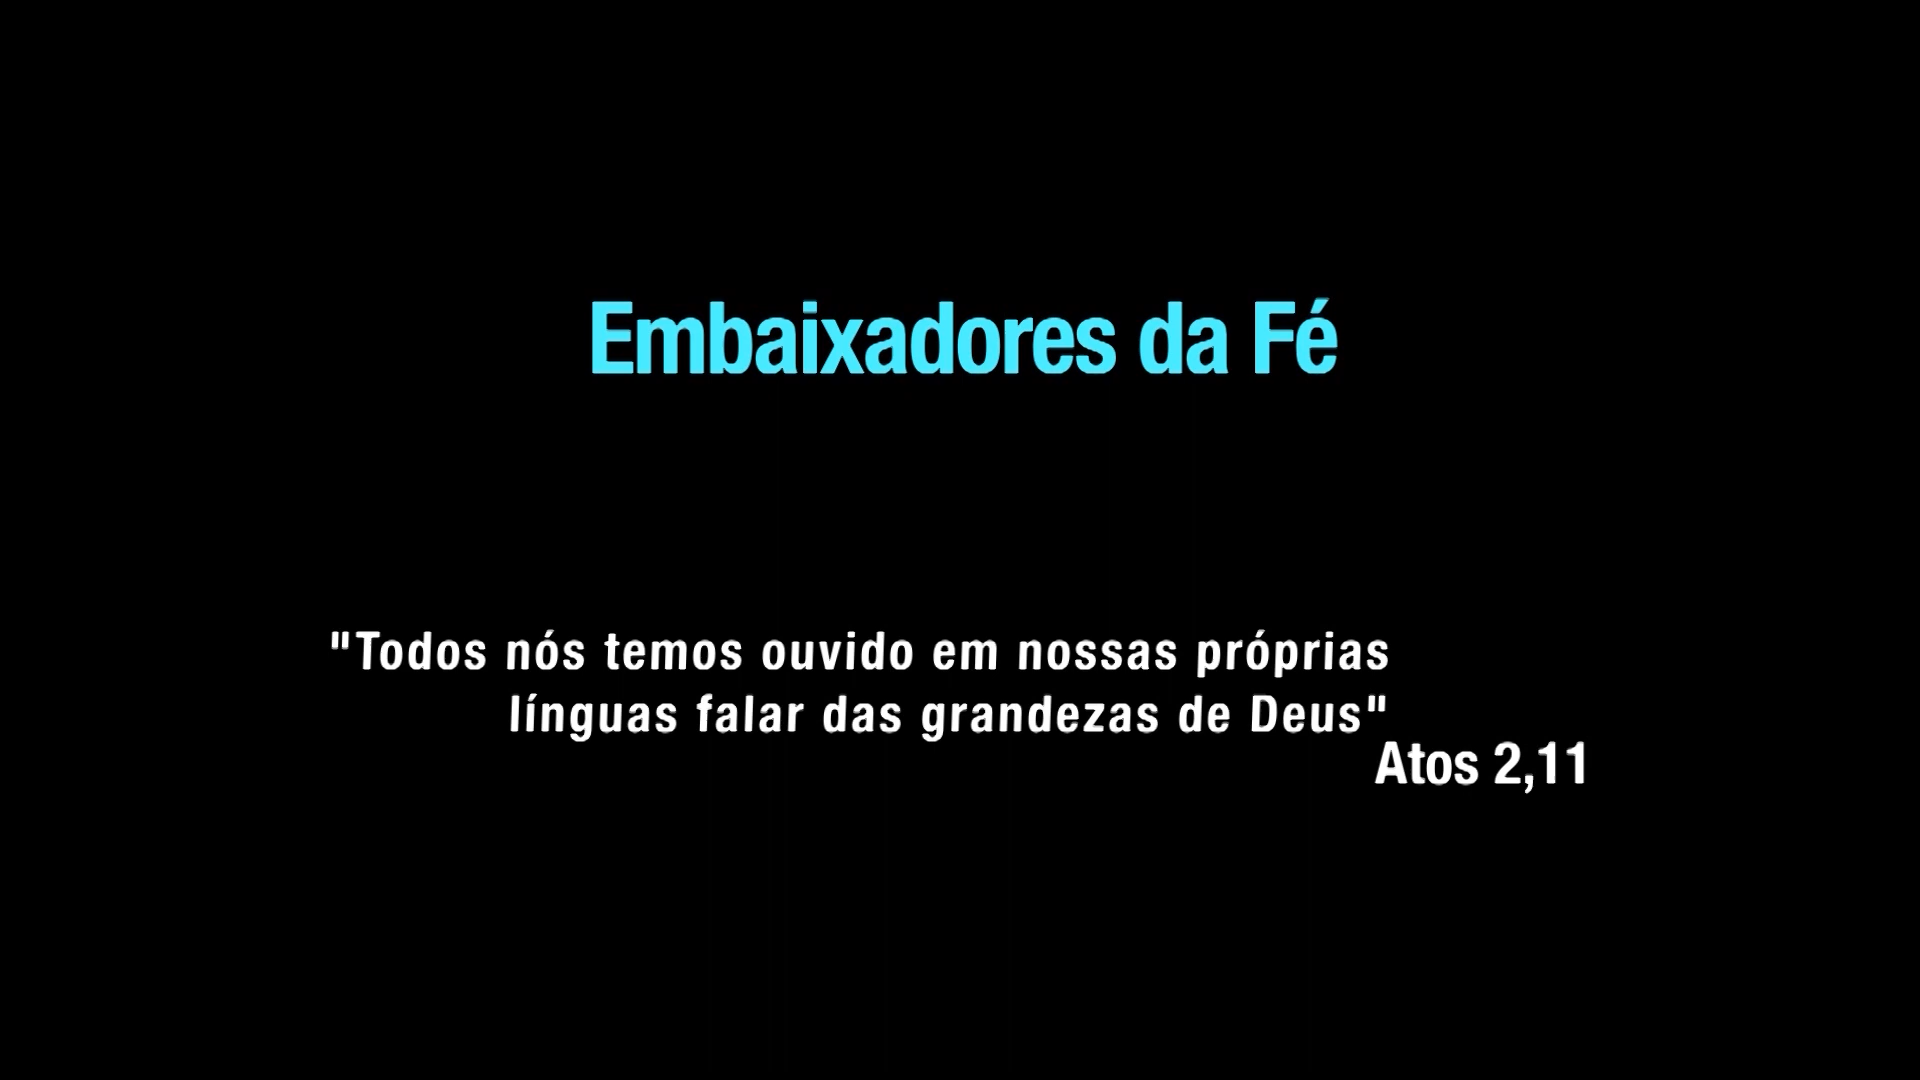 Embaixadores da Fé
"Todos nós temos ouvido em nossas próprias
línguas falar das grandezas de Deus"
Atos 2,11